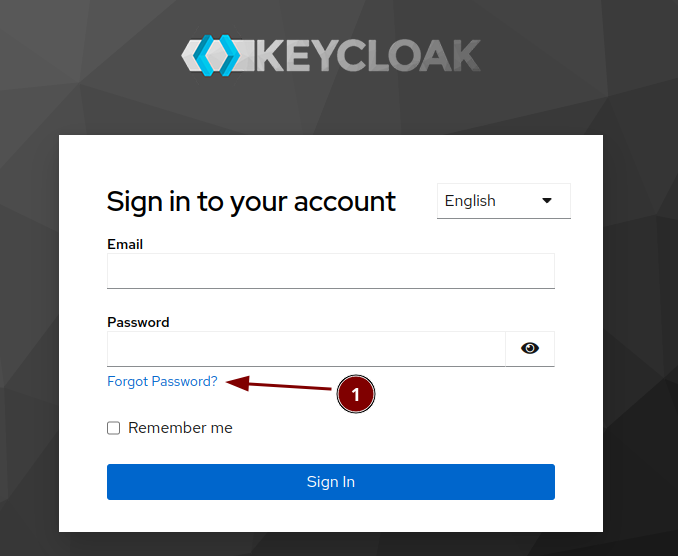 KEYCLOAK
Sign in to your account
English
Email
Password
Forgot Password?
1
Remember me
Sign In